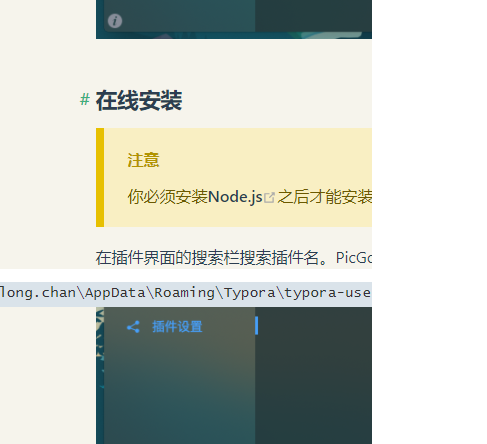 # 在线安装
注意
你必须安装Node.js之后才能安装
在插件界面的搜索栏搜索插件名。PicGo
long.chan\AppData\Roaming\Typora\typora-use
插件设置